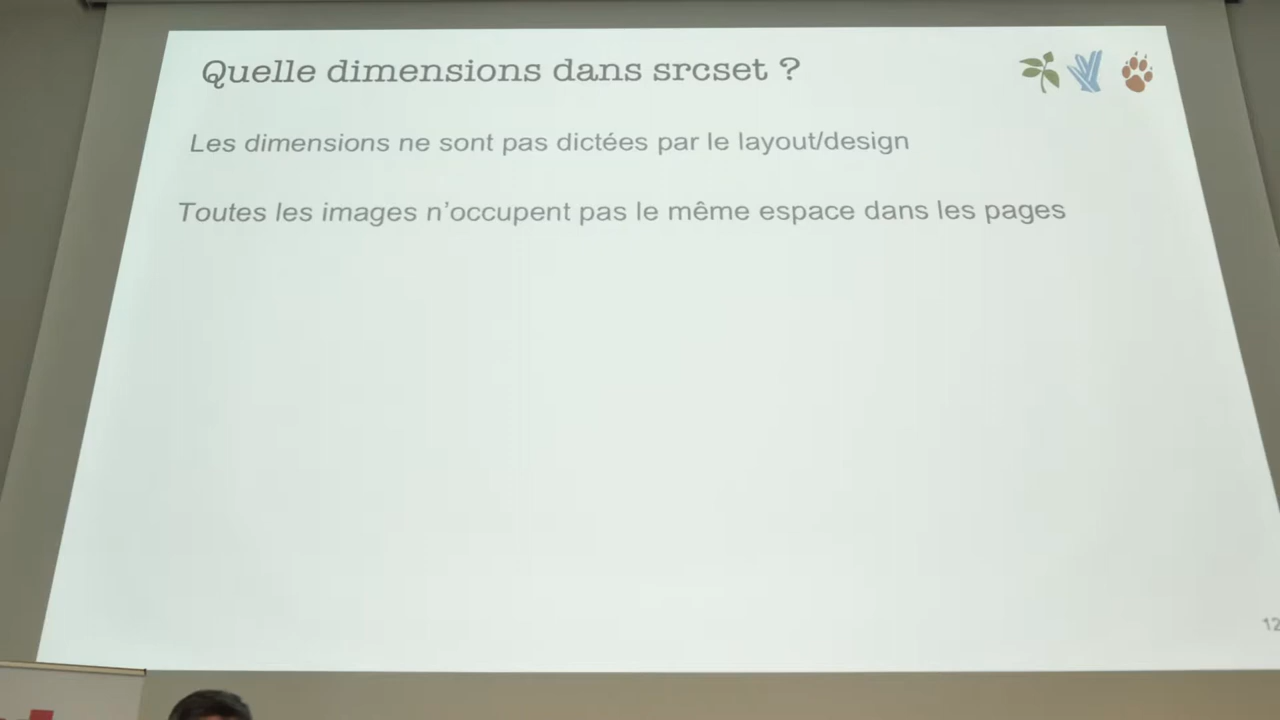 Quelle dimensions dans srcset ?
Les dimensions ne sont pas dictées par le layout/design
Toutes les images n’occupent pas le même espace dans les pages
12